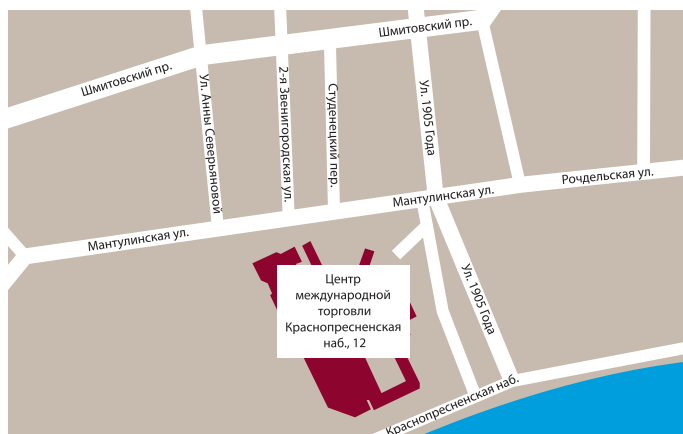 Шмитовский пр.
Шмитовский пр.
Ул. Анны Северьяновой
2-я Звенигородская ул.
Студенецкий пер.
Ул. 1905 Года
Рочдельская ул.
Мантулинская ул.
Мантулинская ул.
Центр
международной
торговли
Краснопресненская
наб., 12
Ул. 1905 Года
Краснопресненская наб.